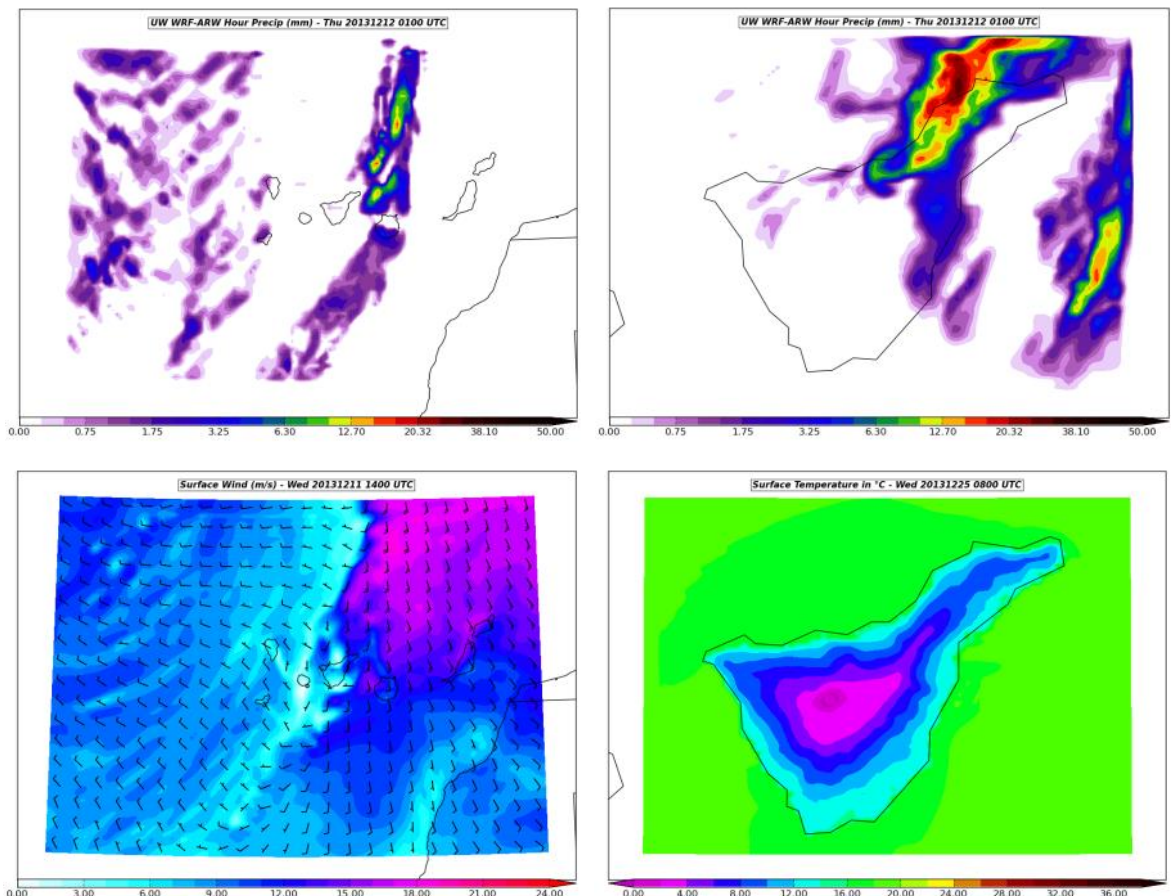 UW WRF-ARW Hour Precip (mm) - Thu 20131212 0100 UTC
0.00 0.75 1.75 3.25 6.30 12.70 20.32 38.10 50.00
UW WRF-ARW Hour Precip (mm) - Thu 20131212 0100 UTC
0.00 0.75 1.75 3.25 6.30 12.70 20.32 38.10 50.00
Surface Wind (m/s) - Wed 20131211 1400 UTC
0.00 3.00 6.00 9.00 12.00 15.00 18.00 21.00 24.00
Surface Temperature in °C - Wed 20131225 0800 UTC
0.00 4.00 8.00 12.00 16.00 20.00 24.00 28.00 32.00 36.00